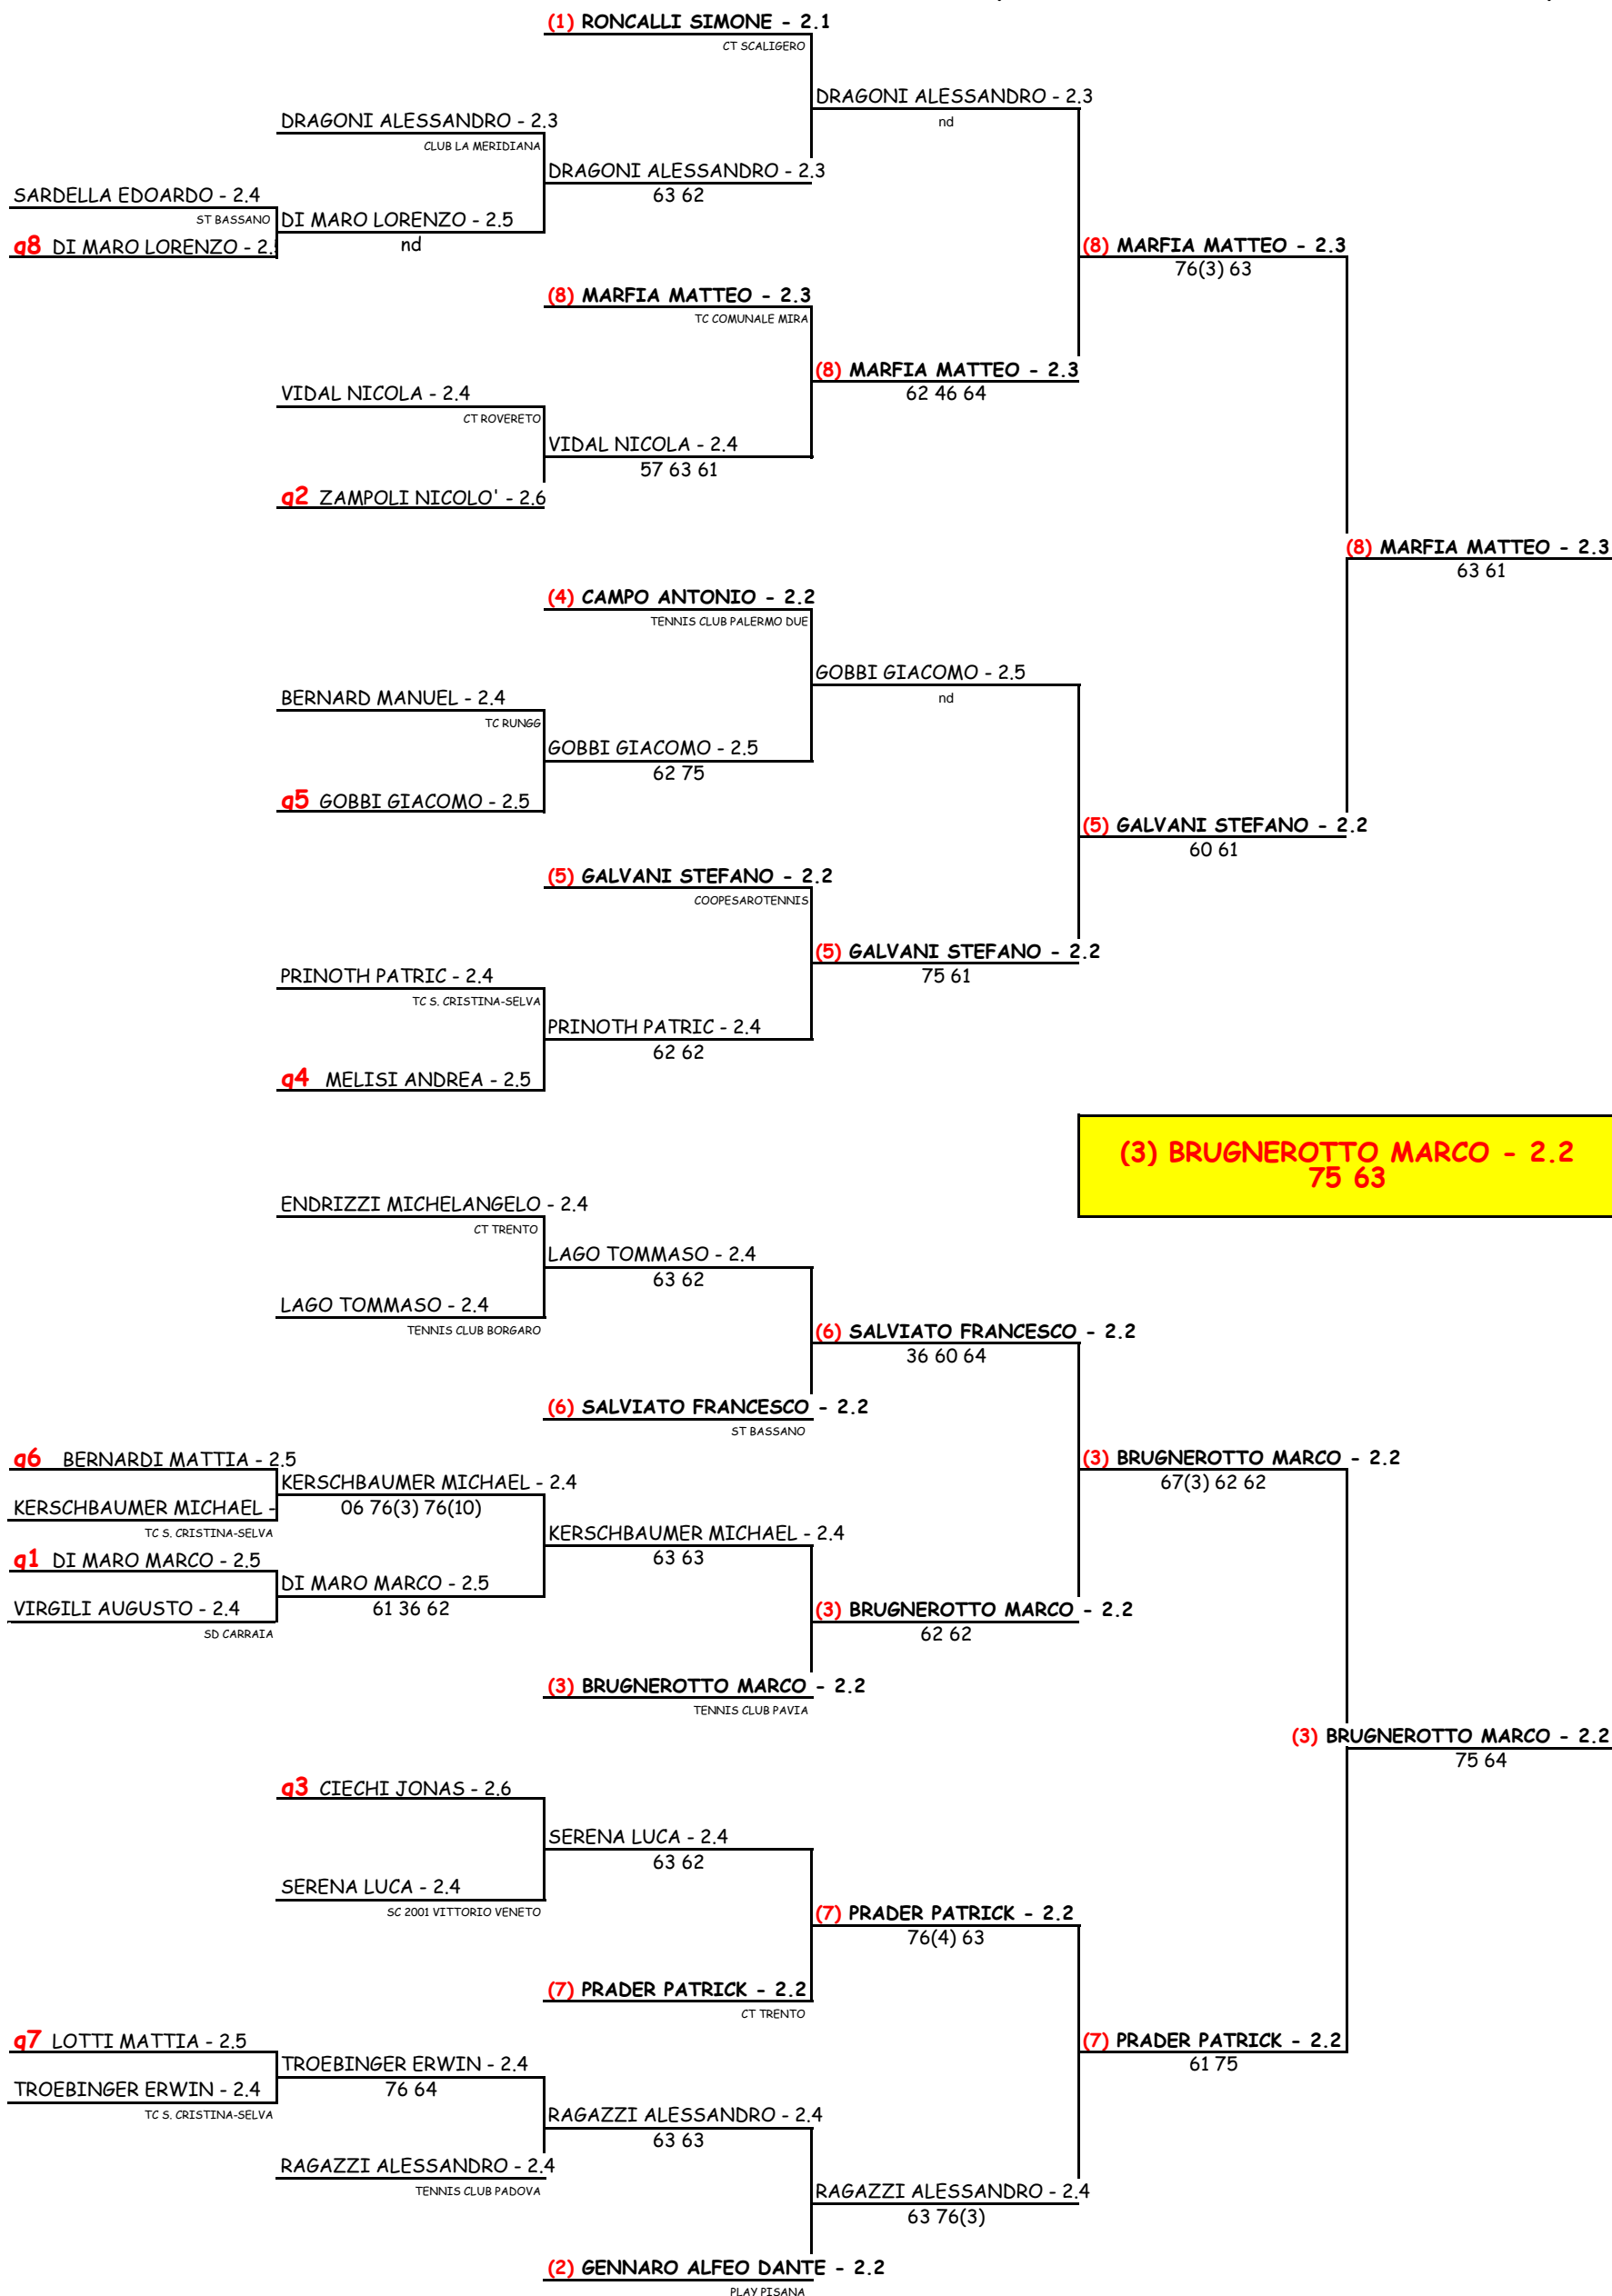 (1) RONCALLI SIMONE - 2.1
CT SCALIGERO
DRAGONI ALESSANDRO - 2.3
nd
DRAGONI ALESSANDRO - 2.3
CLUB LA MERIDIANA
DRAGONI ALESSANDRO - 2.3
63 62
SARDELLA EDOARDO - 2.4
ST BASSANO
DI MARO LORENZO - 2.5
nd
q8 DI MARO LORENZO - 2.
(8) MARFIA MATTEO - 2.3
76(3) 63
(8) MARFIA MATTEO - 2.3
TC COMUNALE MIRA
(8) MARFIA MATTEO - 2.3
62 46 64
VIDAL NICOLA - 2.4
CT ROVERETO
VIDAL NICOLA - 2.4
57 63 61
q2 ZAMPOLI NICOLO' - 2.6
(8) MARFIA MATTEO - 2.3
63 61
(4) CAMPO ANTONIO - 2.2
TENNIS CLUB PALERMO DUE
GOBBI GIACOMO - 2.5
nd
BERNARD MANUEL - 2.4
TC RUNGG
GOBBI GIACOMO - 2.5
62 75
q5 GOBBI GIACOMO - 2.5
(5) GALVANI STEFANO - 2.2
60 61
(5) GALVANI STEFANO - 2.2
COOPESAROTENNIS
(5) GALVANI STEFANO - 2.2
75 61
PRINOTH PATRIC - 2.4
TC S. CRISTINA-SELVA
PRINOTH PATRIC - 2.4
62 62
q4 MELISI ANDREA - 2.5
(3) BRUGNEROTTO MARCO - 2.2
75 63
ENDRIZZI MICHELANGELO - 2.4
CT TRENTO
LAGO TOMMASO - 2.4
63 62
LAGO TOMMASO - 2.4
TENNIS CLUB BORGARO
(6) SALVIATO FRANCESCO - 2.2
36 60 64
(6) SALVIATO FRANCESCO - 2.2
ST BASSANO
(3) BRUGNEROTTO MARCO - 2.2
67(3) 62 62
q6 BERNARDI MATTIA - 2.5
KERSCHBAUMER MICHAEL - 2.4
06 76(3) 76(10)
KERSCHBAUMER MICHAEL -
TC S. CRISTINA-SELVA
KERSCHBAUMER MICHAEL - 2.4
63 63
q1 DI MARO MARCO - 2.5
DI MARO MARCO - 2.5
61 36 62
VIRGILI AUGUSTO - 2.4
SD CARRAIA
(3) BRUGNEROTTO MARCO - 2.2
62 62
(3) BRUGNEROTTO MARCO - 2.2
TENNIS CLUB PAVIA
(3) BRUGNEROTTO MARCO - 2.2
75 64
q3 CIECHI JONAS - 2.6
SERENA LUCA - 2.4
63 62
SERENA LUCA - 2.4
SC 2001 VITTORIO VENETO
(7) PRADER PATRICK - 2.2
76(4) 63
(7) PRADER PATRICK - 2.2
CT TRENTO
(7) PRADER PATRICK - 2.2
61 75
q7 LOTTI MATTIA - 2.5
TROEBINGER ERWIN - 2.4
76 64
TROEBINGER ERWIN - 2.4
TC S. CRISTINA-SELVA
RAGAZZI ALESSANDRO - 2.4
63 63
RAGAZZI ALESSANDRO - 2.4
TENNIS CLUB PADOVA
RAGAZZI ALESSANDRO - 2.4
63 76(3)
(2) GENNARO ALFEO DANTE - 2.2
PLAY PISANA